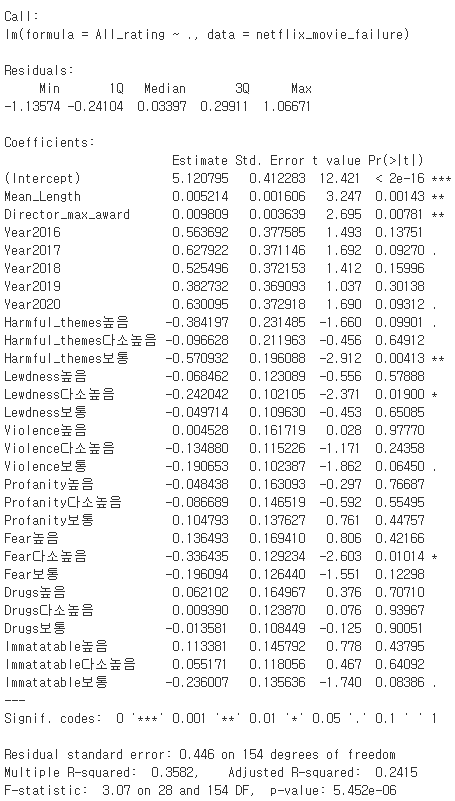 Call:
lm(formula = All_rating ~ ., data = netflix_movie_failure)
Residuals:
Min 1Q Median 3Q Max
-1.13574 -0.24104 0.03397 0.29911 1.06671
Coefficients:
Estimate Std. Error t value Pr(>|t|)
(Intercept) 5.120795 0.412283 12.421 < 2e-16 ***
Mean_Length 0.005214 0.001606 3.247 0.00143 **
Director_max_award 0.009809 0.003639 2.695 0.00781 **
Year2016 0.563692 0.377585 1.493 0.13751
Year2017 0.627922 0.371146 1.692 0.09270 .
Year2018 0.525496 0.372153 1.412 0.15996
Year2019 0.382732 0.369093 1.037 0.30138
Year2020 0.630095 0.372918 1.690 0.09312 .
Harmful_themes높음 -0.384197 0.231485 -1.660 0.09901 .
Harmful_themes다소높음 -0.096628 0.211963 -0.456 0.64912
Harmful_themes보통 -0.570932 0.196088 -2.912 0.00413 **
Lewdness높음 -0.068462 0.123089 -0.556 0.57888
Lewdness다소높음 -0.242042 0.102105 -2.371 0.01900 *
Lewdness보통 -0.049714 0.109630 -0.453 0.65085
Violence높음 0.004528 0.161719 0.028 0.97770
Violence다소높음 -0.134880 0.115226 -1.171 0.24358
Violence보통 -0.190653 0.102387 -1.862 0.06450 .
Profanity높음 -0.048438 0.163093 -0.297 0.76687
Profanity다소높음 -0.086689 0.146519 -0.592 0.55495
Profanity보통 0.104793 0.137627 0.761 0.44757
Fear높음 0.136493 0.169410 0.806 0.42166
Fear다소높음 -0.336435 0.129234 -2.603 0.01014 *
Fear보통 -0.196094 0.126440 -1.551 0.12298
Drugs높음 0.062102 0.164967 0.376 0.70710
Drugs다소높음 0.009390 0.123870 0.076 0.93967
Drugs보통 -0.013581 0.108449 -0.125 0.90051
Immatatable높음 0.113381 0.145792 0.778 0.43795
Immatatable다소높음 0.055171 0.118056 0.467 0.64092
Immatatable보통 -0.236007 0.135636 -1.740 0.08386 .
---
Signif. codes: 0 '***' 0.001 '**' 0.01 '*' 0.05 '.' 0.1 ' ' 1
Residual standard error: 0.446 on 154 degrees of freedom
Multiple R-squared: 0.3582, Adjusted R-squared: 0.2415
F-statistic: 3.07 on 28 and 154 DF, p-value: 5.452e-06